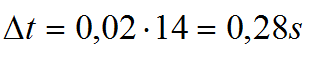 Δt = 0,02·14 = 0,28s